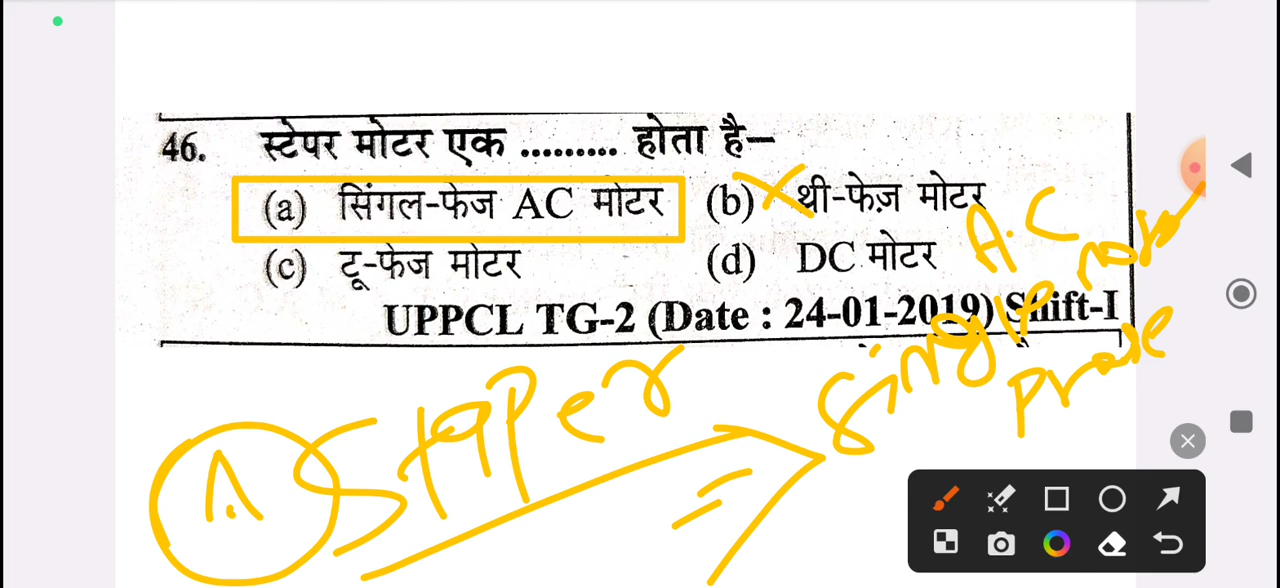 46. स्टेपर मोटर एक ......... होता है–
(a) सिंगल-फेज AC मोटर (b) थ्री-फेज़ मोटर
(c) टू-फेज मोटर (d) DC मोटर
UPPCL TG-2 (Date : 24-01-2019) Shift-I
A.C
Single
Stepper
A.